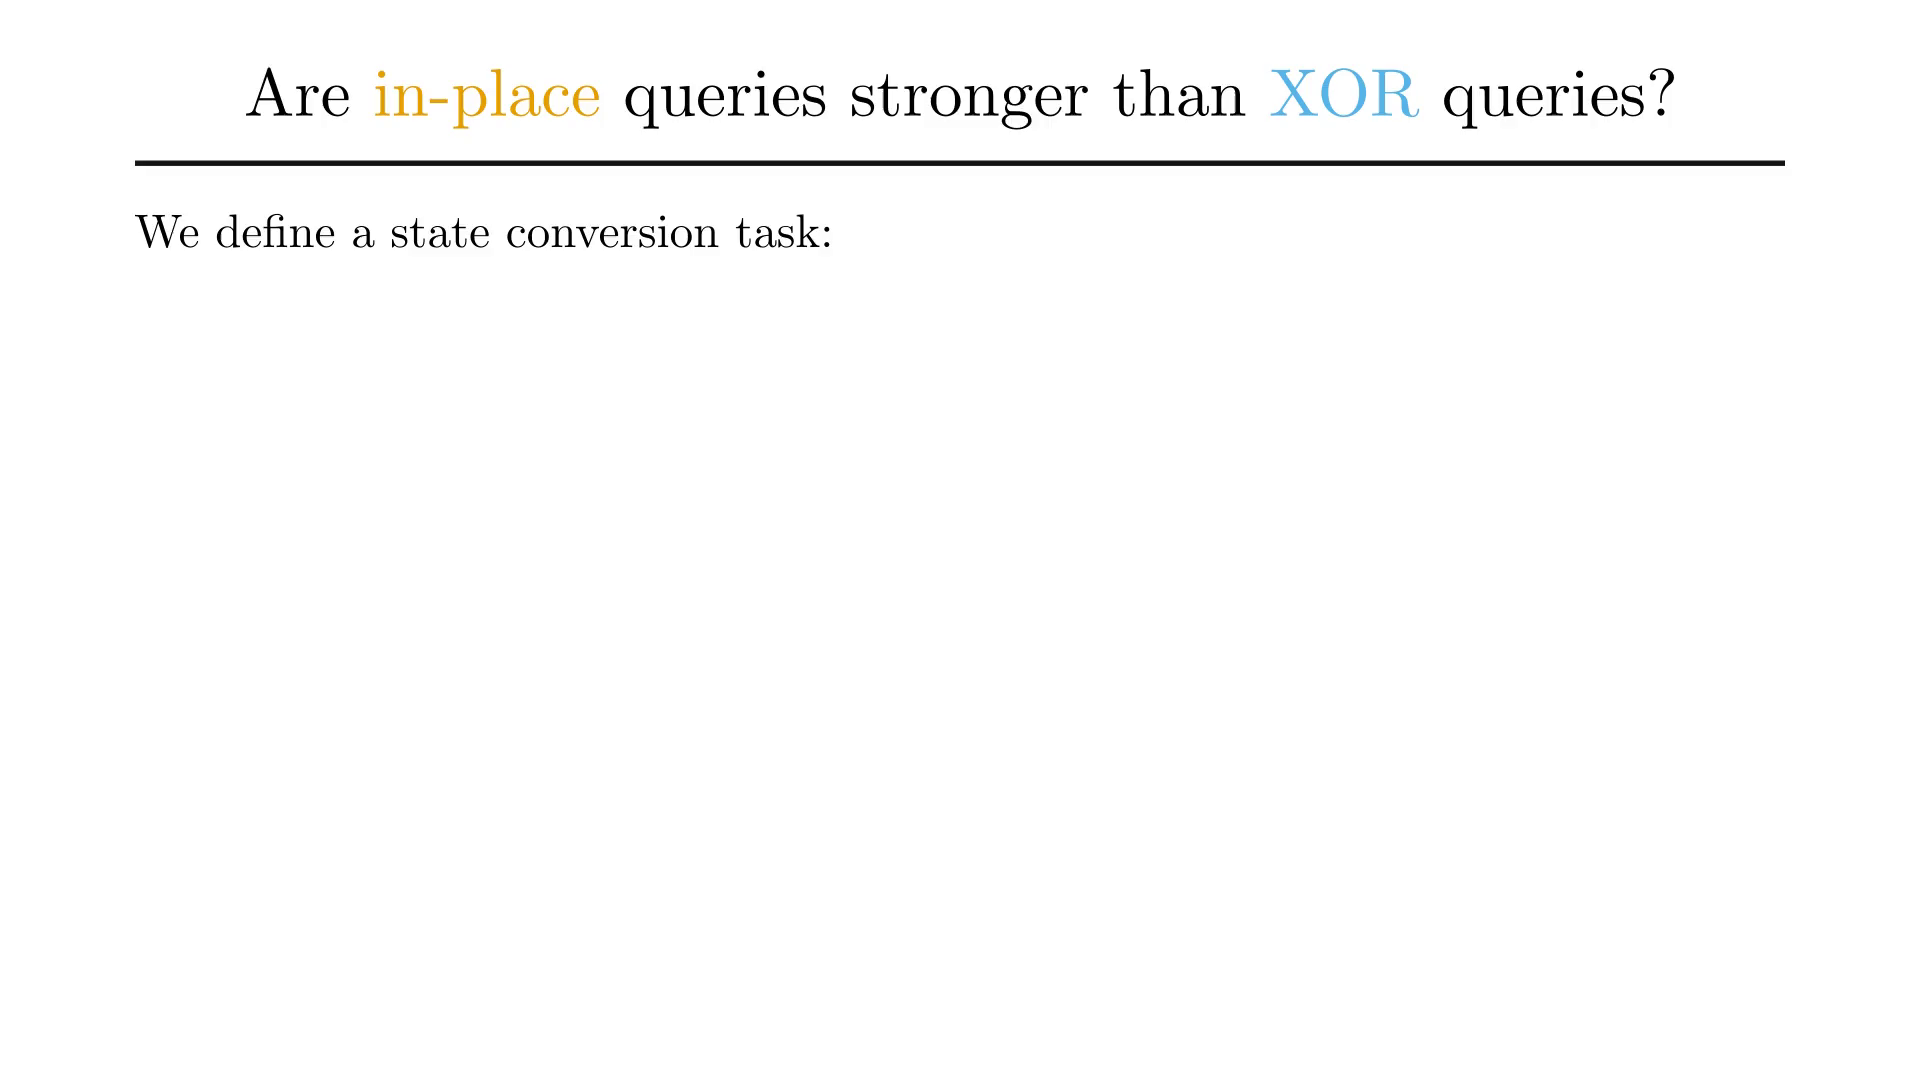 Are in-place queries stronger than XOR queries?
We define a state conversion task: